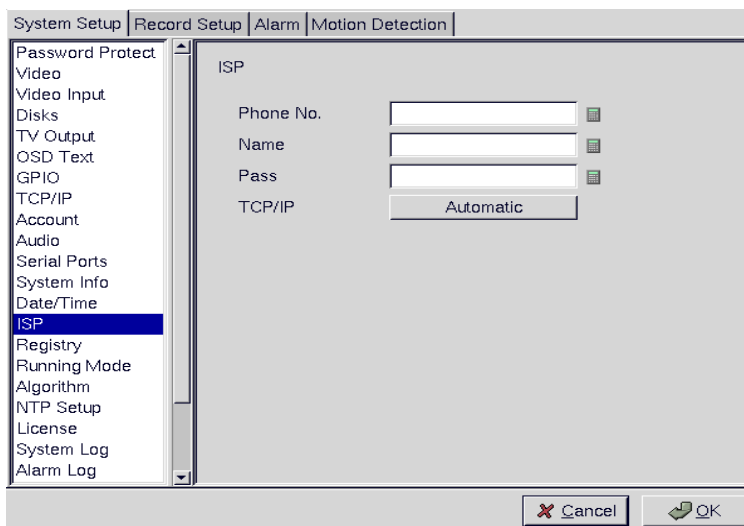 System Setup Record Setup Alarm Motion Detection
Password Protect
Video
Video Input
Disks
TV Output
OSD Text
GPIO
TCP/IP
Account
Audio
Serial Ports
System Info
Date/Time
ISP
Registry
Running Mode
Algorithm
NTP Setup
License
System Log
Alarm Log
ISP
Phone No.
Name
Pass
TCP/IP Automatic
Cancel OK